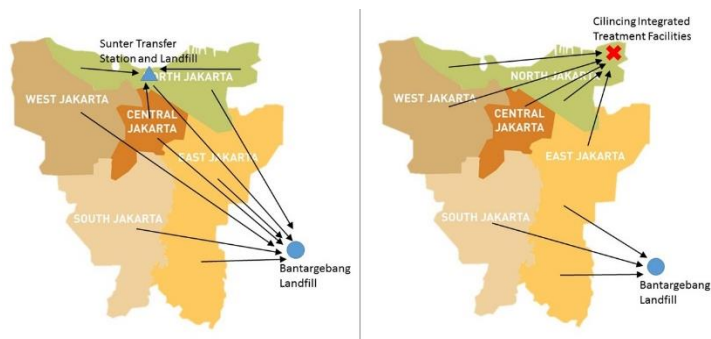 Sunter Transfer
Station and Landfill
NORTH JAKARTA
WEST JAKARTA
CENTRAL
JAKARTA
EAST JAKARTA
SOUTH JAKARTA
Bantargebang
Landfill
Cilincing Integrated
Treatment Facilities
NORTH JAKARTA
WEST JAKARTA
CENTRAL
JAKARTA
EAST JAKARTA
SOUTH JAKARTA
Bantargebang
Landfill